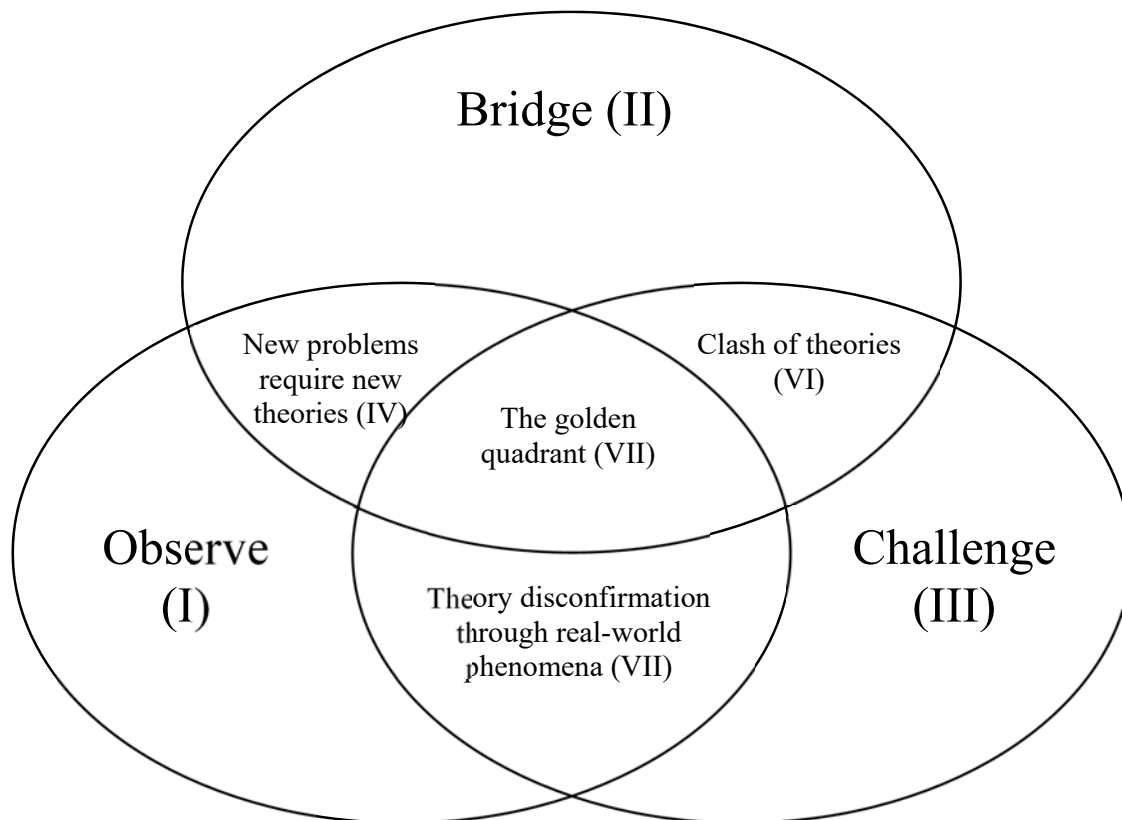 Bridge (II)
New problems
require new
theories (IV)
Clash of theories
(VI)
The golden
quadrant (VII)
Observe
(I)
Challenge
(III)
Theory disconfirmation
through real-world
phenomena (VII)